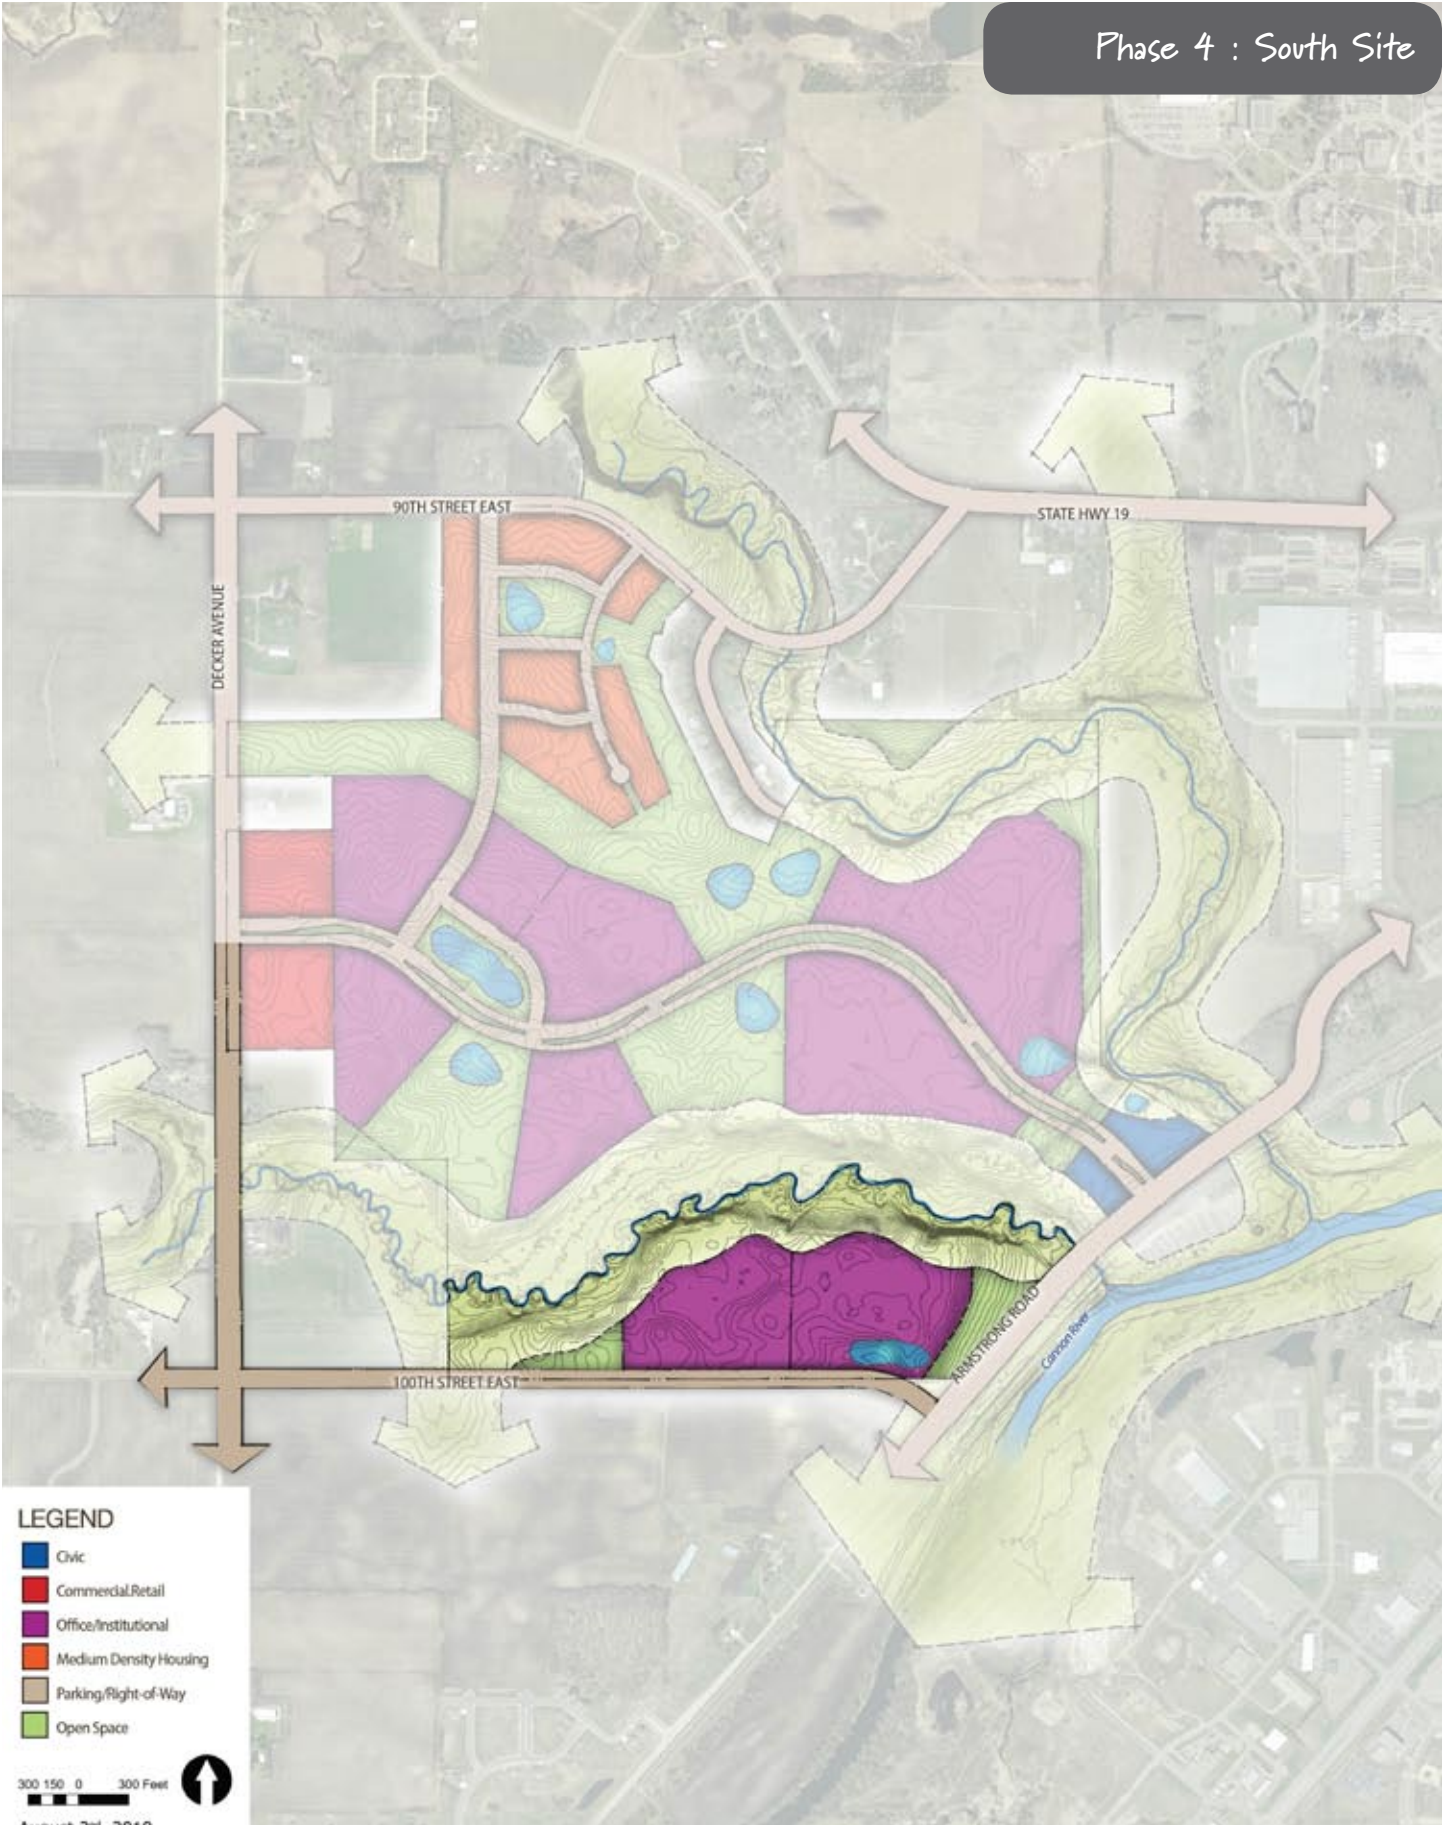 Phase 4 : South Site
90TH STREET EAST
STATE HWY 19
DECKER AVENUE
ARMSTRONG ROAD
Cannon River
100TH STREET EAST
LEGEND
Civic
Commercial.Retail
Office/Institutional
Medium Density Housing
Parking/Right-of-Way
Open Space
300 150 0 300 Feet